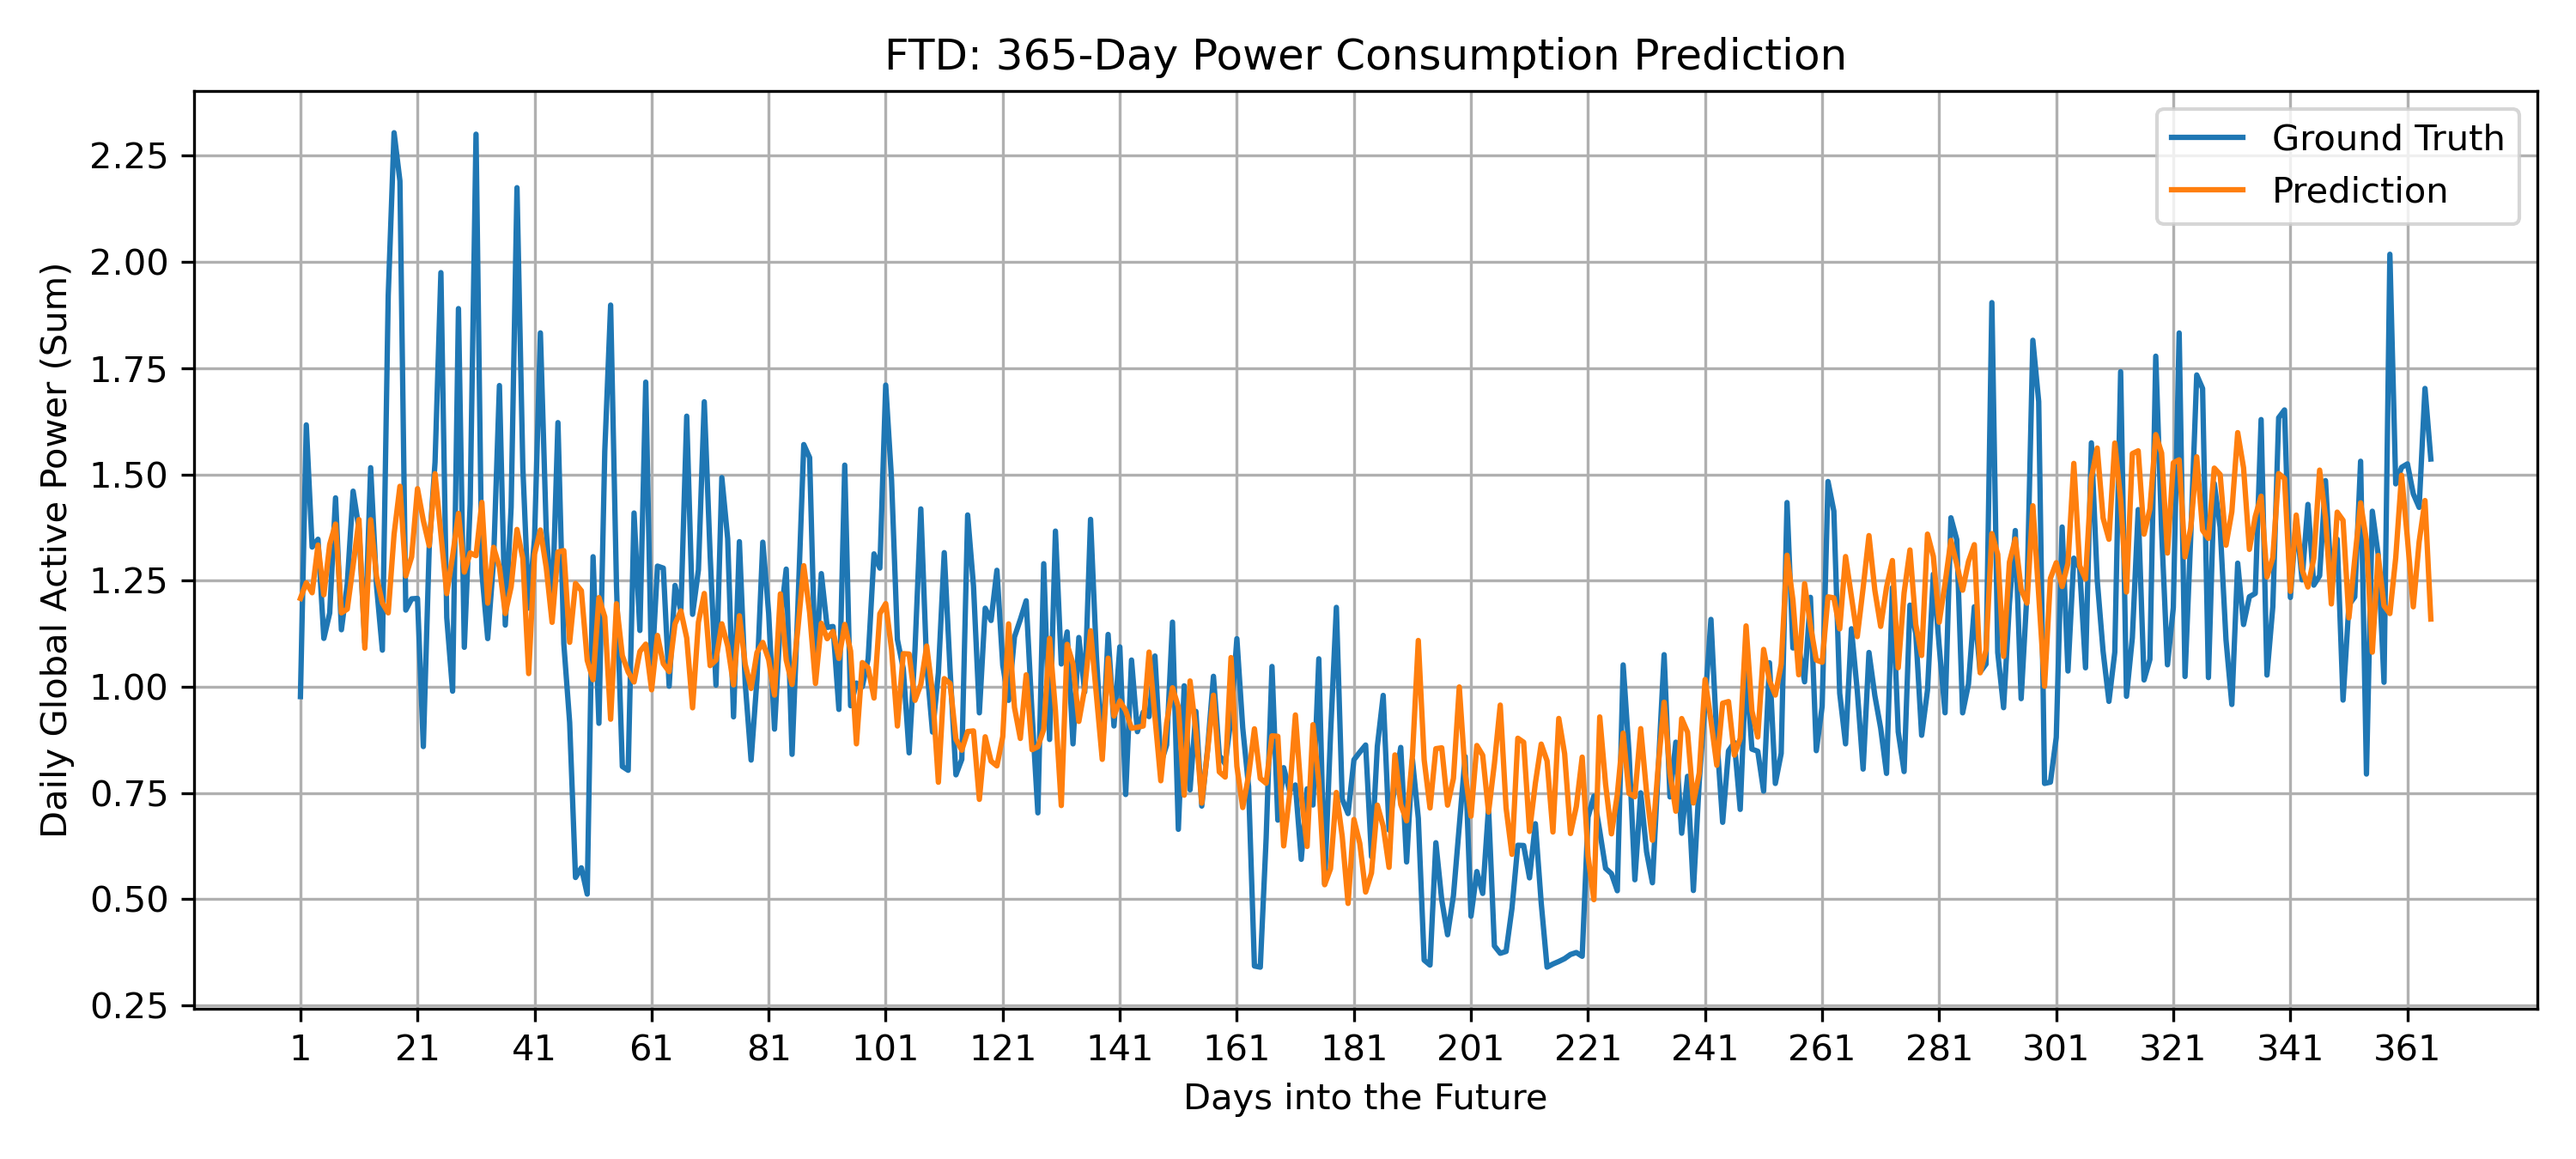 FTD: 365-Day Power Consumption Prediction
Ground Truth
Prediction
Daily Global Active Power (Sum)
2.25
2.00
1.75
1.50
1.25
1.00
0.75
0.50
0.25
1 21 41 61 81 101 121 141 161 181 201 221 241 261 281 301 321 341 361
Days into the Future